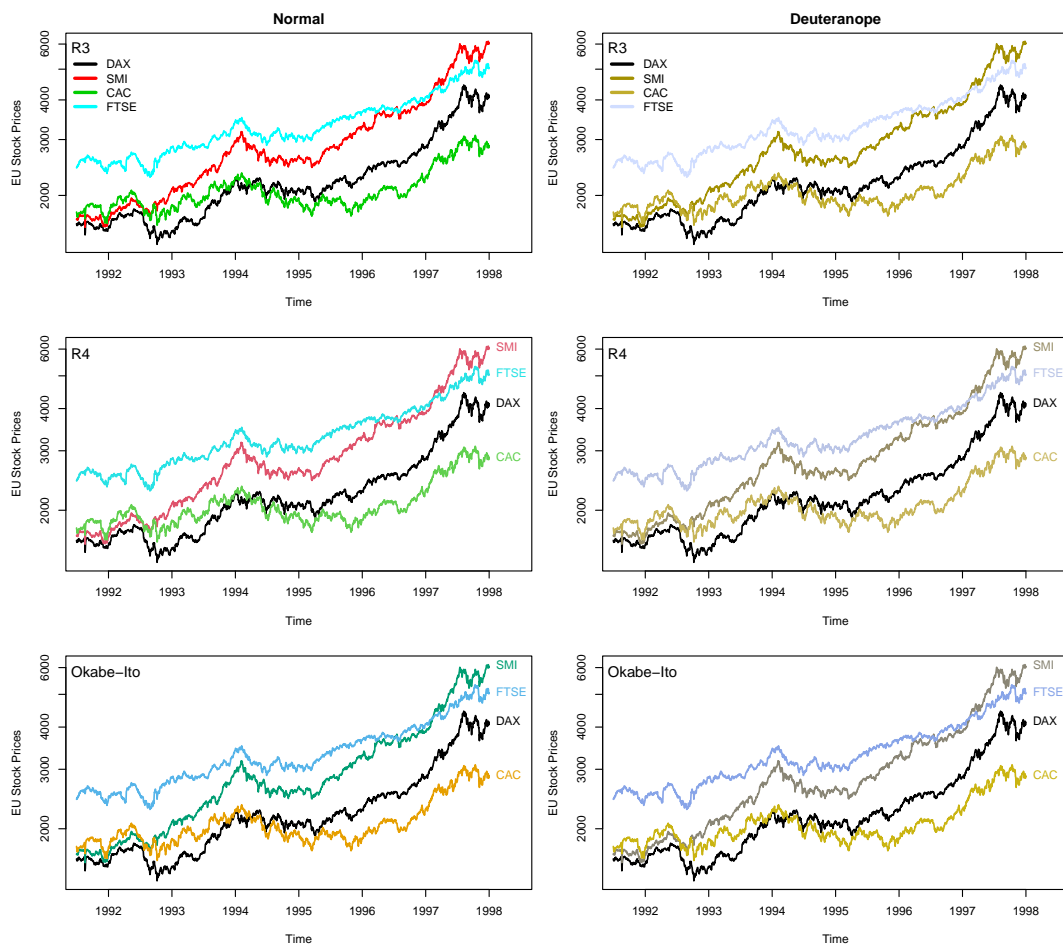 Normal
R3
DAX
SMI
CAC
FTSE
EU Stock Prices
2000
3000
4000
6000
1992 1993 1994 1995 1996 1997 1998
Time
Deuteranope
R3
DAX
SMI
CAC
FTSE
EU Stock Prices
2000
3000
4000
6000
1992 1993 1994 1995 1996 1997 1998
Time
R4
SMI
FTSE
DAX
CAC
EU Stock Prices
2000
3000
4000
6000
1992 1993 1994 1995 1996 1997 1998
Time
R4
SMI
FTSE
DAX
CAC
EU Stock Prices
2000
3000
4000
6000
1992 1993 1994 1995 1996 1997 1998
Time
Okabe−Ito
SMI
FTSE
DAX
CAC
EU Stock Prices
2000
3000
4000
6000
1992 1993 1994 1995 1996 1997 1998
Time
Okabe−Ito
SMI
FTSE
DAX
CAC
EU Stock Prices
2000
3000
4000
6000
1992 1993 1994 1995 1996 1997 1998
Time